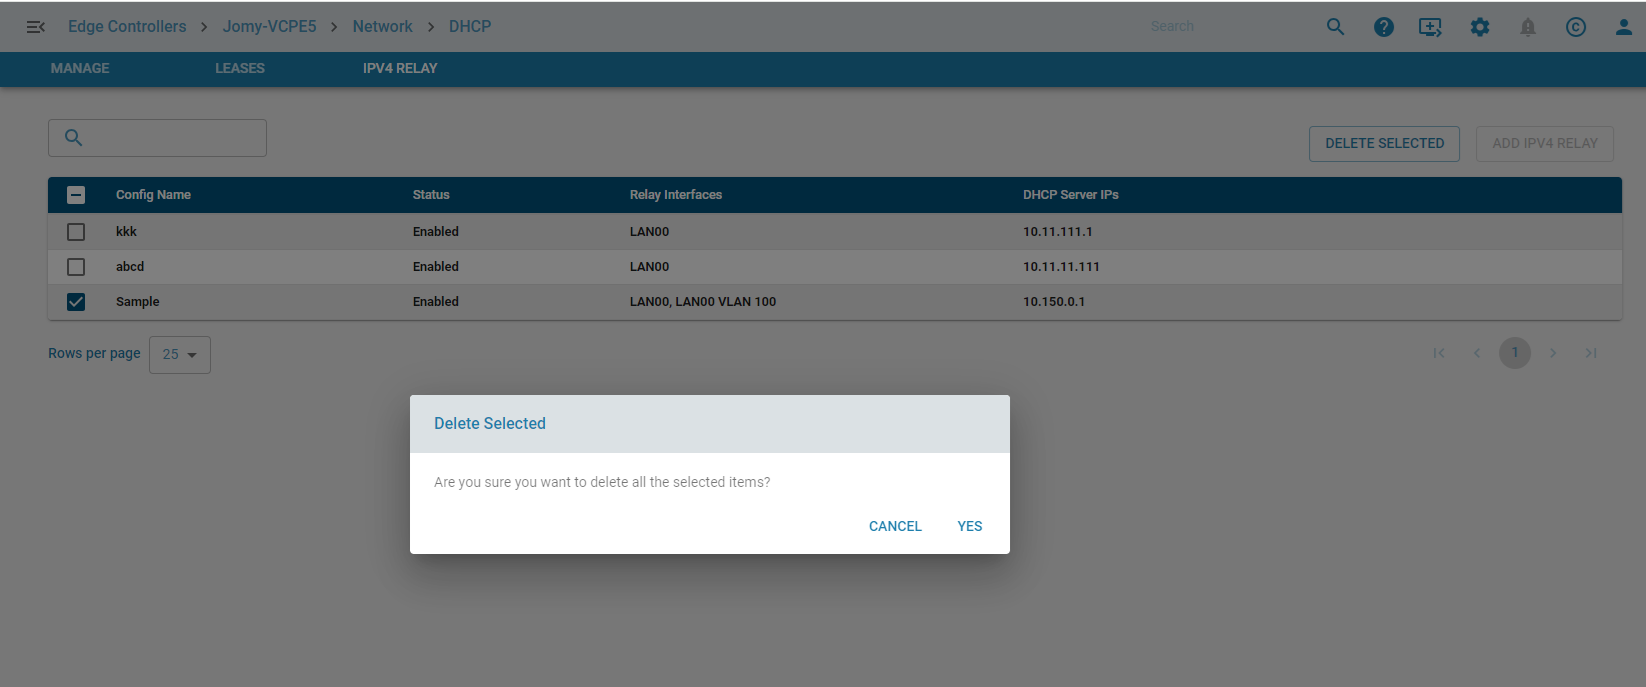 Edge Controllers > Jomy-VCPE5 > Network > DHCP Search
MANAGE LEASES IPV4 RELAY
DELETE SELECTED ADD IPV4 RELAY
Config Name Status Relay Interfaces DHCP Server IPs
kkk Enabled LAN00 10.11.111.1
abcd Enabled LAN00 10.11.11.111
Sample Enabled LAN00, LAN00 VLAN 100 10.150.0.1
Rows per page 25 1
Delete Selected
Are you sure you want to delete all the selected items?
CANCEL YES